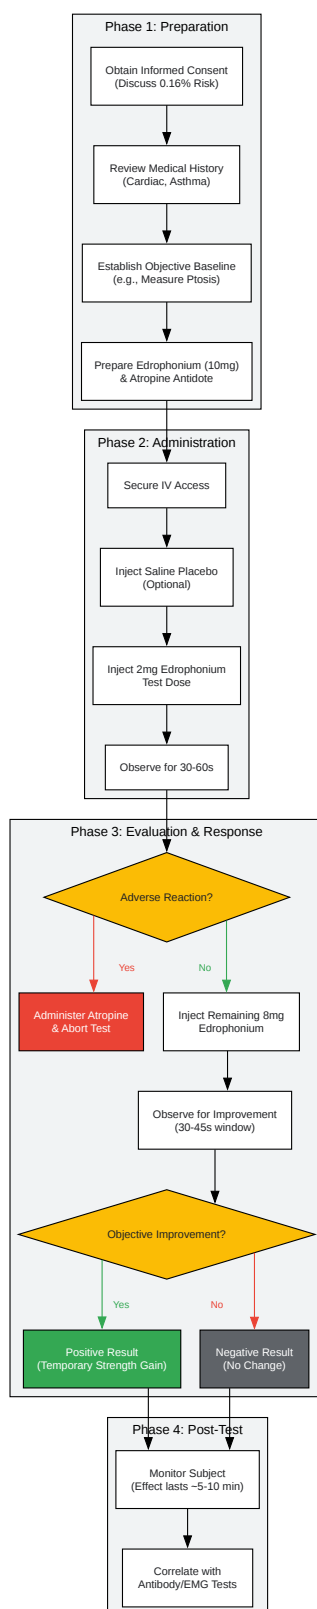 Phase 1: Preparation
Obtain Informed Consent
(Discuss 0.16% Risk)
Review Medical History
(Cardiac, Asthma)
Establish Objective Baseline
(e.g., Measure Ptosis)
Prepare Edrophonium (10mg)
& Atropine Antidote
Phase 2: Administration
Secure IV Access
Inject Saline Placebo
(Optional)
Inject 2mg Edrophonium
Test Dose
Observe for 30-60s
Phase 3: Evaluation & Response
Adverse Reaction?
Yes
No
Administer Atropine
& Abort Test
Inject Remaining 8mg
Edrophonium
Observe for Improvement
(30-45s window)
Objective Improvement?
Yes
No
Positive Result
(Temporary Strength Gain)
Negative Result
(No Change)
Phase 4: Post-Test
Monitor Subject
(Effect lasts ~5-10 min)
Correlate with
Antibody/EMG Tests